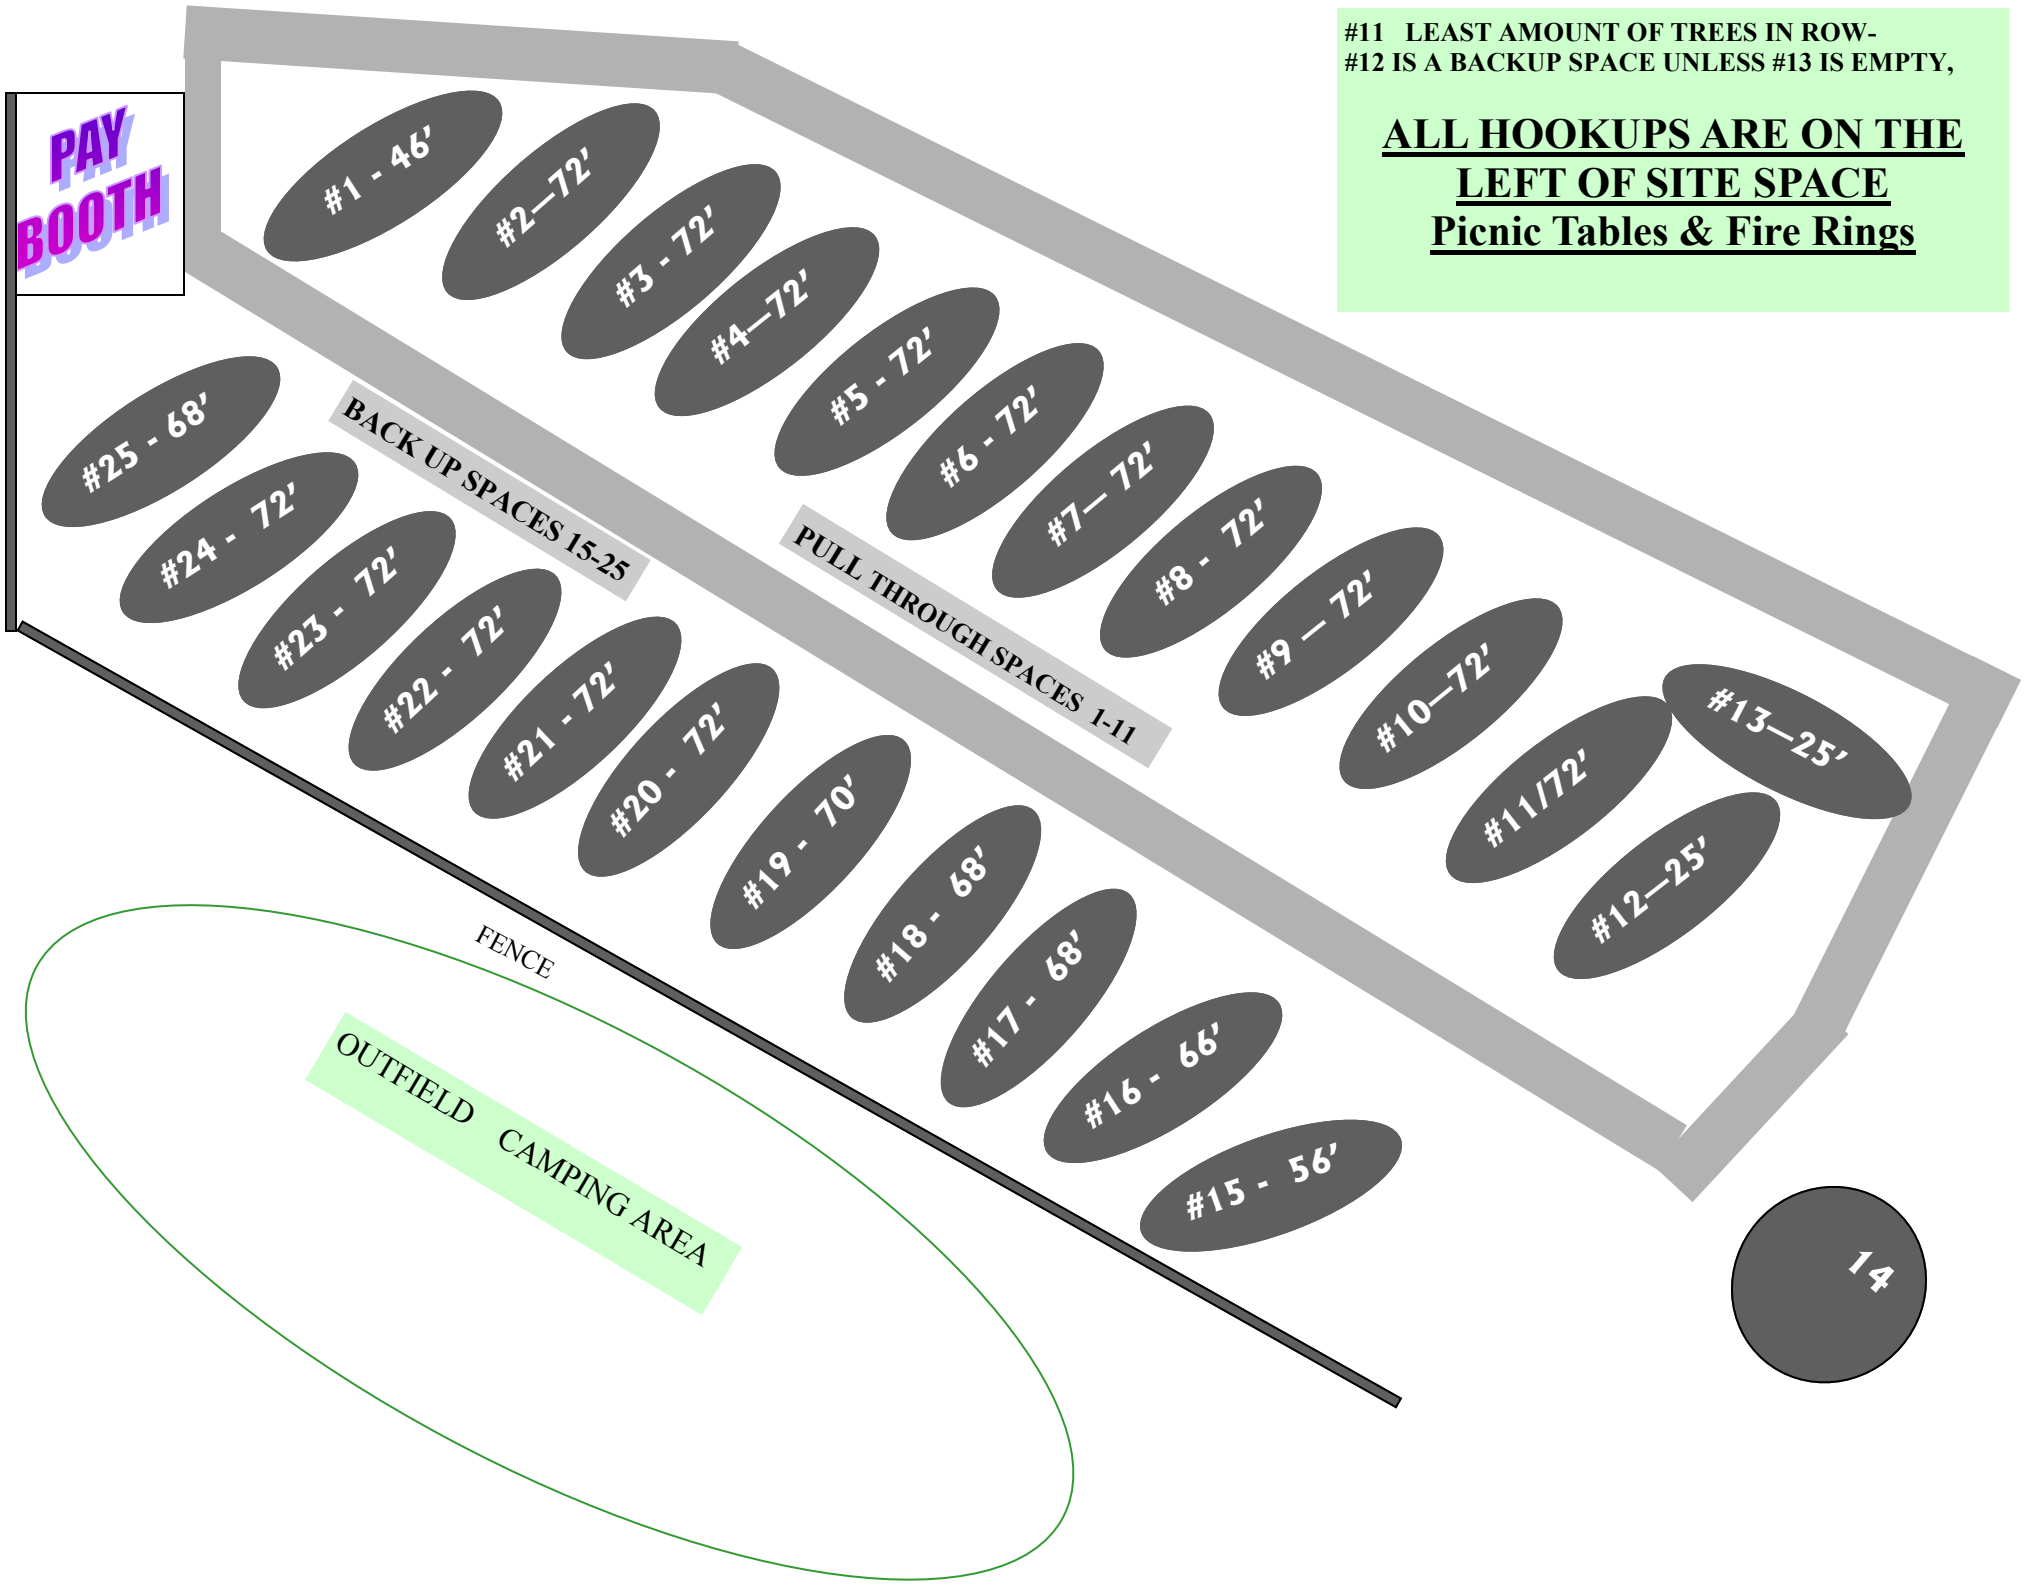 #11 LEAST AMOUNT OF TREES IN ROW-
#12 IS A BACKUP SPACE UNLESS #13 IS EMPTY,
ALL HOOKUPS ARE ON THE
LEFT OF SITE SPACE
Picnic Tables & Fire Rings
PAY
BOOTH
#1 - 46’
#2—72’
#3 - 72’
#4—72’
#5 - 72’
#6 - 72’
#7— 72’
#8 - 72’
#9 — 72’
#10—72’
#11/72’
#12—25’
#13—25’
PULL THROUGH SPACES 1-11
BACK UP SPACES 15-25
#25 - 68’
#24 - 72’
#23 - 72’
#22 - 72’
#21 - 72’
#20 - 72’
#19 - 70’
#18 - 68’
#17 - 68’
#16 - 66’
#15 - 56’
14
FENCE
OUTFIELD CAMPING AREA